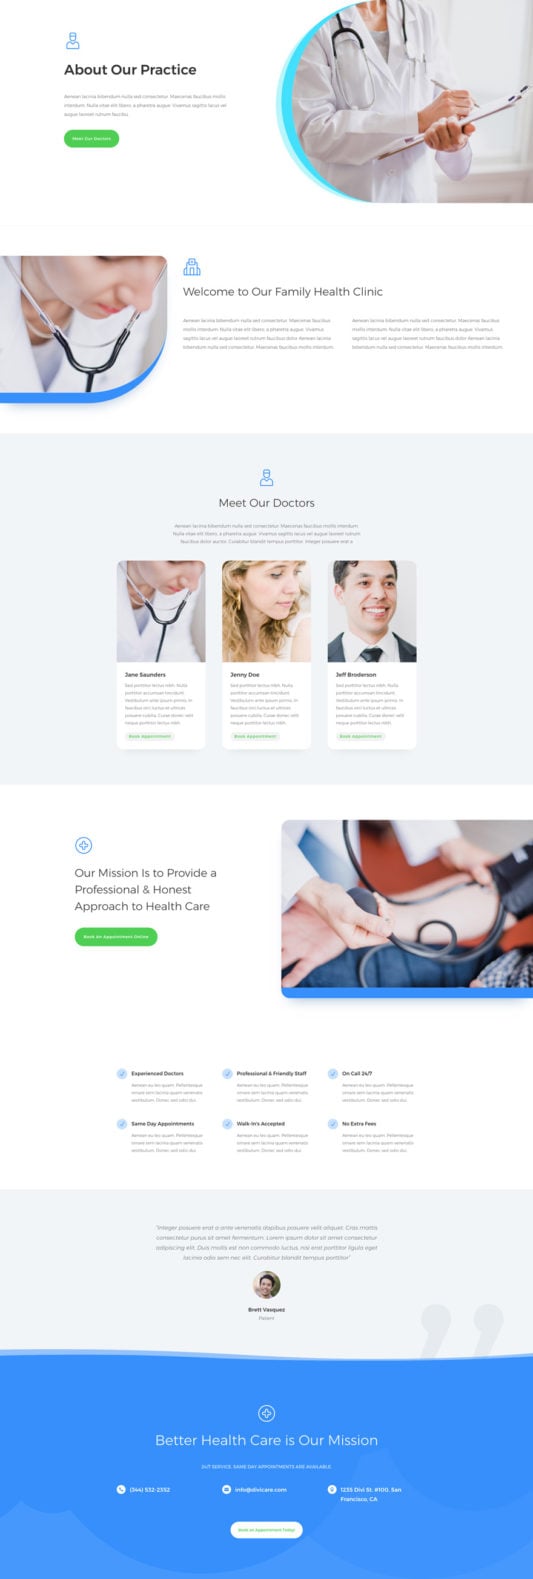 About Our Practice
Aenean lacinia bibendum nulla sed consectetur. Maecenas faucibus mollis
interdum. Nulla vitae elit libero, a pharetra augue. Vivamus sagittis lacus vel
augue laoreet rutrum faucibu.
Meet Our Doctors
Welcome to Our Family Health Clinic
Aenean lacinia bibendum nulla sed consectetur. Maecenas faucibus
mollis interdum. Nulla vitae elit libero, a pharetra augue. Vivamus
sagittis lacus vel augue laoreet rutrum faucibus dolor. Aenean lacinia
bibendum nulla sed consectetur. Maecenas faucibus mollis interdum.
Aenean lacinia bibendum nulla sed consectetur. Maecenas faucibus
mollis interdum. Nulla vitae elit libero, a pharetra augue. Vivamus
sagittis lacus vel augue laoreet rutrum faucibus dolor. Aenean lacinia
bibendum nulla sed consectetur. Maecenas faucibus mollis interdum.
Meet Our Doctors
Aenean lacinia bibendum nulla sed consectetur. Maecenas faucibus mollis interdum.
Nulla vitae elit libero, a pharetra augue. Vivamus sagittis lacus vel augue laoreet rutrum
faucibus dolor auctor. Curabitur blandit tempus porttitor. Integer posuere erat a
Jane Saunders
Sed porttitor lectus nibh. Nulla
porttitor accumsan tincidunt.
Vestibulum ante ipsum primis in
faucibus orci luctus et ultrices
posuere cubilia. Curae donec velit
neque porttitor lectus nibh.
Book Appointment
Jenny Doe
Sed porttitor lectus nibh. Nulla
porttitor accumsan tincidunt.
Vestibulum ante ipsum primis in
faucibus orci luctus et ultrices
posuere cubilia. Curae donec velit
neque porttitor lectus nibh.
Book Appointment
Jeff Broderson
Sed porttitor lectus nibh. Nulla
porttitor accumsan tincidunt.
Vestibulum ante ipsum primis in
faucibus orci luctus et ultrices
posuere cubilia. Curae donec velit
neque porttitor lectus nibh.
Book Appointment
Our Mission Is to Provide a
Professional & Honest
Approach to Health Care
Book An Appointment Online
Experienced Doctors
Aenean eu leo quam. Pellentesque
ornare sem lacinia quam venenatis
vestibulum. Donec sed odio dui.
Professional & Friendly Staff
Aenean eu leo quam. Pellentesque
ornare sem lacinia quam venenatis
vestibulum. Donec sed odio dui.
On Call 24/7
Aenean eu leo quam. Pellentesque
ornare sem lacinia quam venenatis
vestibulum. Donec sed odio dui.
Same Day Appointments
Aenean eu leo quam. Pellentesque
ornare sem lacinia quam venenatis
vestibulum. Donec sed odio dui.
Walk-in's Accepted
Aenean eu leo quam. Pellentesque
ornare sem lacinia quam venenatis
vestibulum. Donec sed odio dui.
No Extra Fees
Aenean eu leo quam. Pellentesque
ornare sem lacinia quam venenatis
vestibulum. Donec sed odio dui.
"Integer posuere erat a ante venenatis dapibus posuere velit aliquet. Cras mattis
consectetur purus sit amet fermentum. Lorem ipsum dolor sit amet consectetur
adipiscing elit. Duis mollis est non commodo luctus, nisi erat porttitor ligula eget
lacinia odio sem nec elit. Curabitur blandit tempus porttitor"
Brett Vasquez
Patient
Better Health Care is Our Mission
24/7 SERVICE, SAME DAY APPOINTMENTS ARE AVAILABLE
(344) 532-2352
info@divicare.com
1235 Divi St. #100, San
Francisco, CA
Book an Appointment Today!